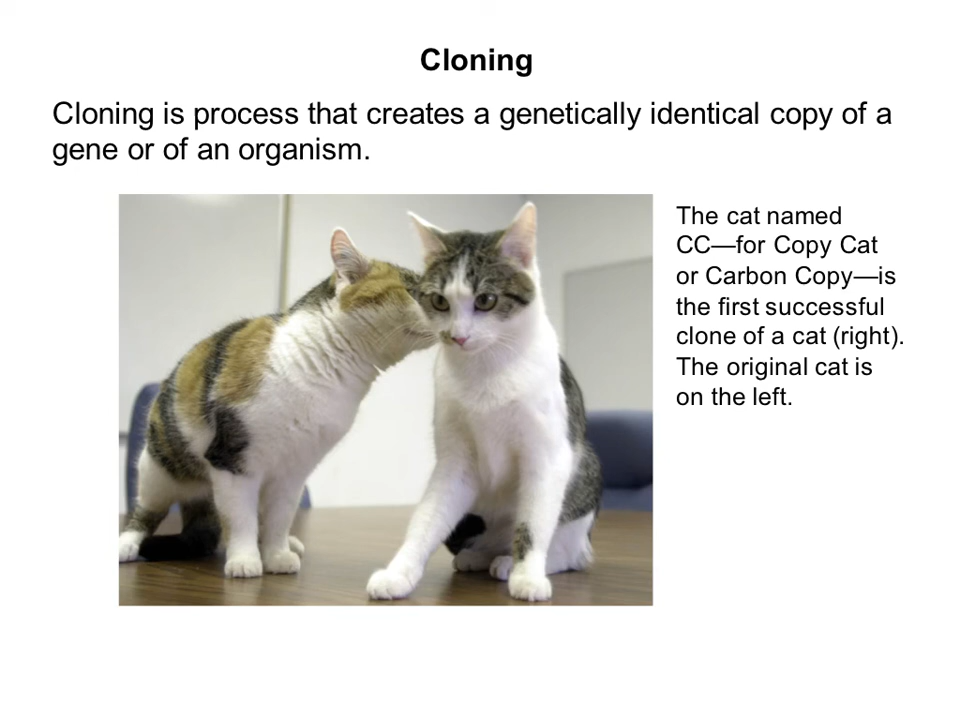 Cloning
Cloning is process that creates a genetically identical copy of a
gene or of an organism.
The cat named
CC—for Copy Cat
or Carbon Copy—is
the first successful
clone of a cat (right).
The original cat is
on the left.